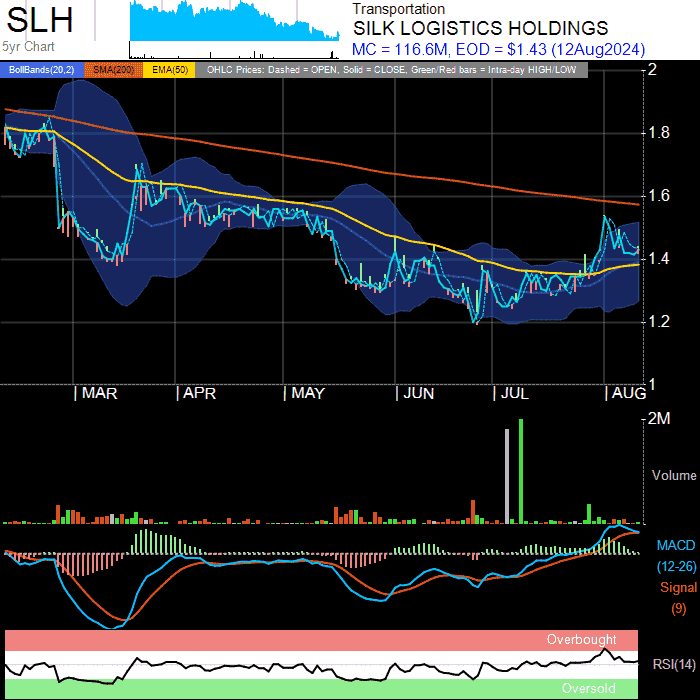 SLH
5yr Chart
Transportation
SILK LOGISTICS HOLDINGS
MC = 116.6M, EOD = $1.43 (12Aug2024)
BollBands(20,2) SMA(200) EMA(50) OHLC Prices: Dashed = OPEN, Solid = CLOSE, Green/Red bars = Intra-day HIGH/LOW
2
1.8
1.6
1.4
1.2
1
MAR APR MAY JUN JUL AUG
2M
Volume
MACD
(12-26)
Signal
(9)
Overbought
RSI(14)
Oversold